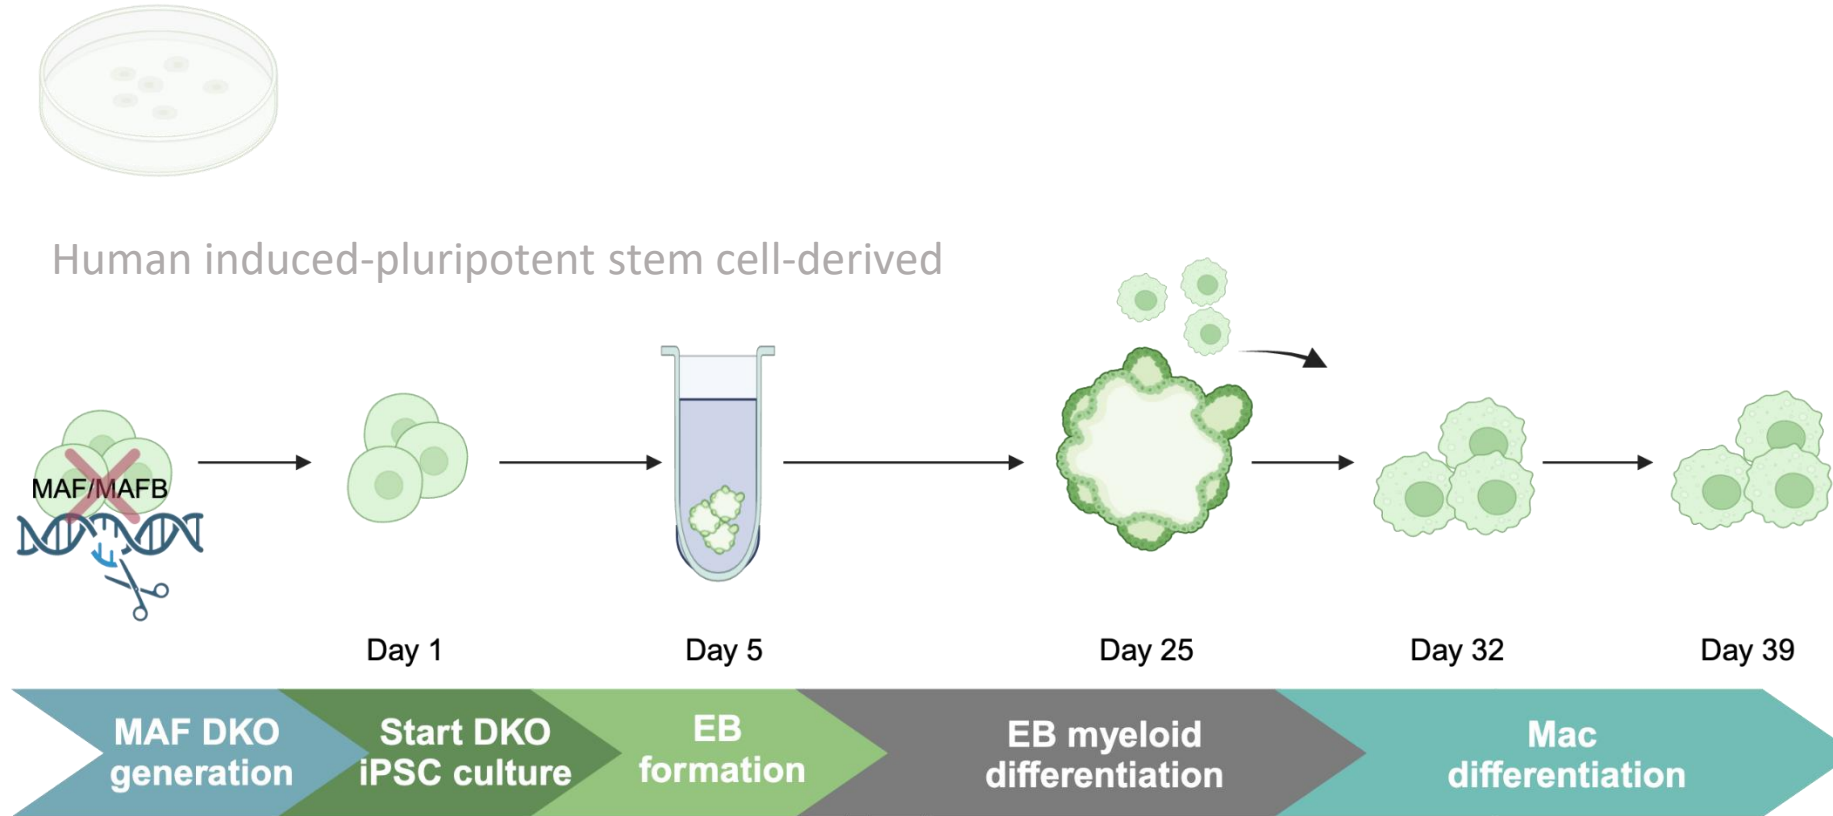 Human induced-pluripotent stem cell-derived
MAF/MAFB
Day 1
Day 5
Day 25
Day 32
Day 39
MAF DKO
generation
Start DKO
iPSC culture
EB
formation
EB myeloid
differentiation
Mac
differentiation